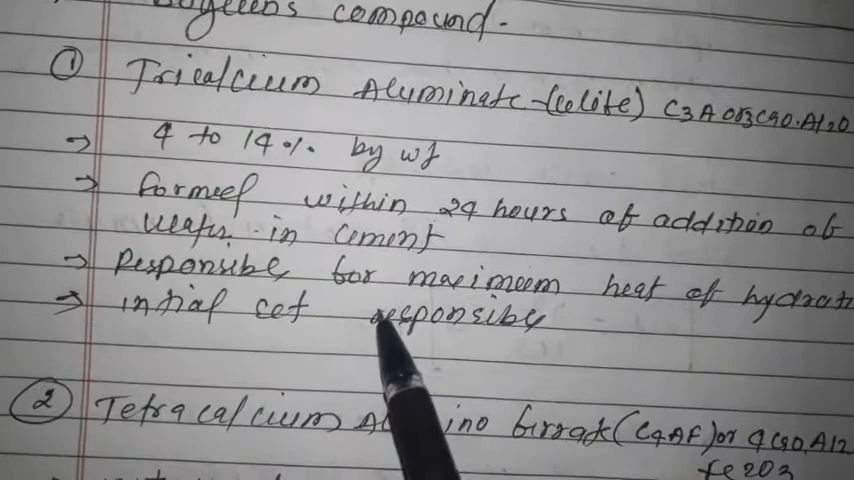 Bogueens compound.
① Tricalcium Aluminate-(celite) C3A or 3CaO.Al2O
→ 4 to 14% by wt
→ formed within 24 hours of addition of
water in cement
→ Responsible for maximum heat of hydrati
→ initial set responsible
② Tetracalcium Al ino ferrate (C4AF) or 4CaO.Al2
Fe2O3